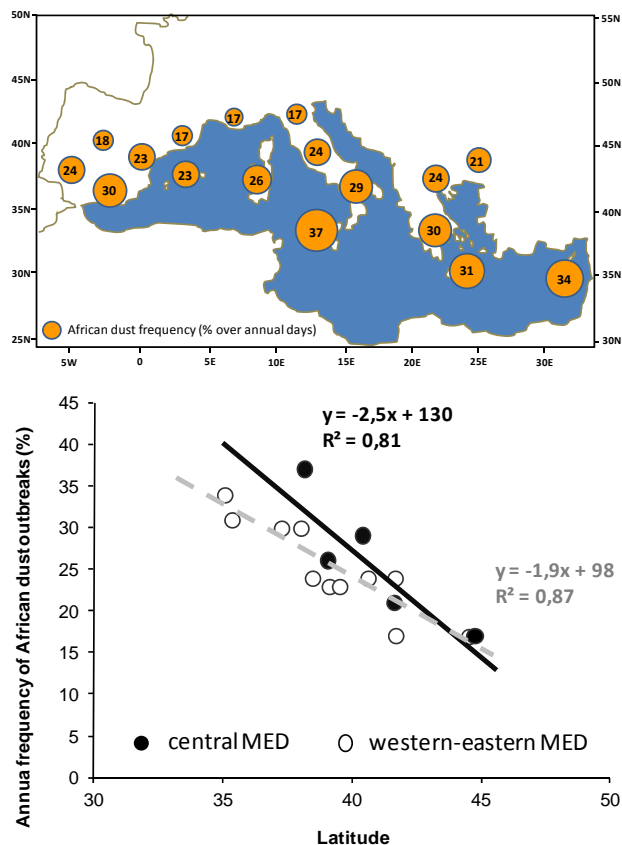 50N
55N
45N
50N
40N
45N
35N
40N
30N
35N
25N
30N
17
17
18
17
24
21
24
23
23
26
24
30
29
37
30
31
34
African dust frequency (% over annual days)
5W 0 5E 10E 15E 20E 25E 30E
Annua frequency of African dust outbreaks (%)
45
40
35
30
25
20
15
10
5
0
y = -2,5x + 130
R² = 0,81
y = -1,9x + 98
R² = 0,87
central MED
western-eastern MED
30 35 40 45 50
Latitude